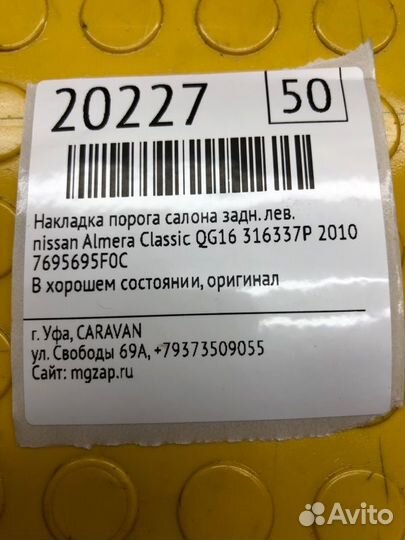 20227 50
Накладка порога салона задн. лев.
nissan Almera Classic QG16 316337P 2010
7695695F0C
В хорошем состоянии, оригинал
г. Уфа, CARAVAN
ул. Свободы 69А, +79373509055
Сайт: mgzap.ru
Avito